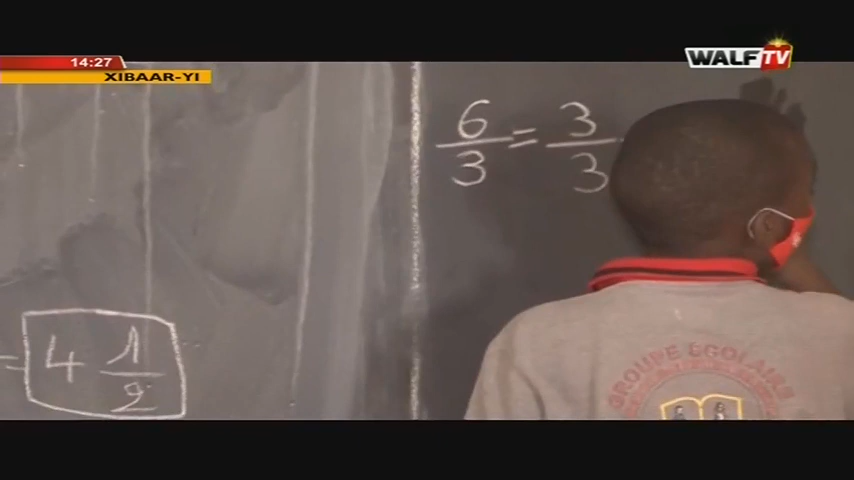 14:27
XIBAAR-YI
WALF TV
6/3 = 3/3
= 4 1/2
GROUPE SCOLAIRE